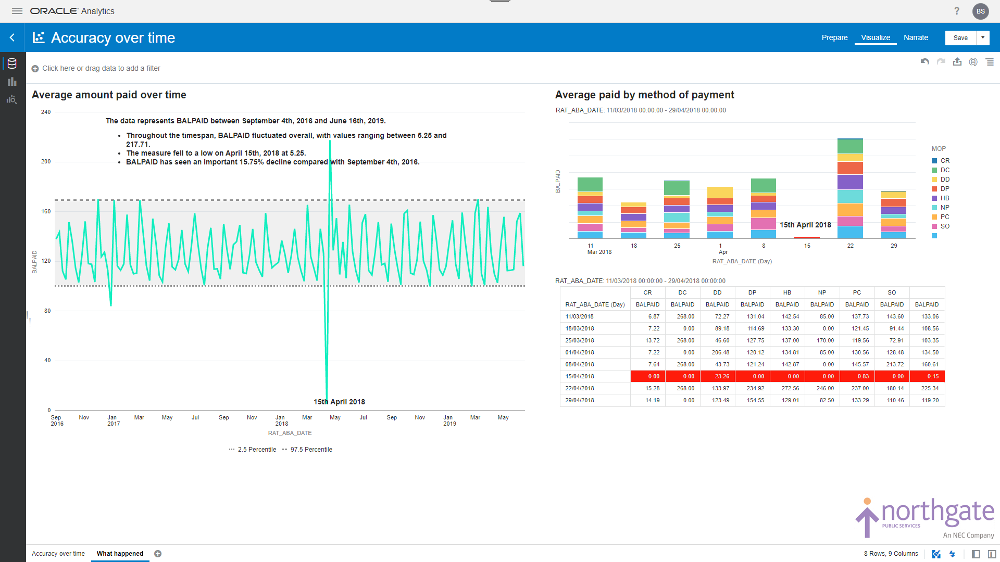 ORACLE Analytics
?
BS
Accuracy over time
Prepare
Visualize
Narrate
Save
Click here or drag data to add a filter
Average amount paid over time
240
200
160
120
80
40
0
BALPAID
The data represents BALPAID between September 4th, 2016 and June 16th, 2019.
• Throughout the timespan, BALPAID fluctuated overall, with values ranging between 5.25 and
217.71.
• The measure fell to a low on April 15th, 2018 at 5.25.
• BALPAID has seen an important 15.75% decline compared with September 4th, 2016.
15th April 2018
Sep Nov Jan Mar May Jul Sep Nov Jan Mar May Jul Sep Nov Jan Mar May
2016 2017 2018 2019
RAT_ABA_DATE
2.5 Percentile 97.5 Percentile
Average paid by method of payment
RAT_ABA_DATE: 11/03/2018 00:00:00 - 29/04/2018 00:00:00
BALPAID
15th April 2018
11 18 25 1 8 15 22 29
Mar 2018 Apr
RAT_ABA_DATE (Day)
MOP
CR
DC
DD
DP
HB
NP
PC
SO
RAT_ABA_DATE: 11/03/2018 00:00:00 - 29/04/2018 00:00:00
CR DC DD DP HB NP PC SO
RAT_ABA_DATE (Day) BALPAID BALPAID BALPAID BALPAID BALPAID BALPAID BALPAID BALPAID BALPAID
11/03/2018 6.87 268.00 72.27 131.04 142.54 85.00 137.73 143.60 133.06
18/03/2018 7.22 0.00 89.18 114.69 133.30 0.00 121.45 91.44 108.56
25/03/2018 13.72 268.00 46.60 127.75 137.00 170.00 119.56 72.91 103.35
01/04/2018 7.22 0.00 206.48 120.12 134.81 85.00 130.56 128.48 134.50
08/04/2018 7.64 268.00 43.73 121.24 142.87 0.00 145.57 213.72 160.61
15/04/2018 0.00 0.00 23.26 0.00 0.00 0.00 0.83 0.00 0.15
22/04/2018 15.28 268.00 133.97 234.92 272.56 246.00 237.00 180.14 225.34
29/04/2018 14.19 0.00 123.49 154.55 129.01 82.50 133.29 110.46 119.20
northgate
PUBLIC SERVICES
An NEC Company
Accuracy over time
What happened
8 Rows, 9 Columns